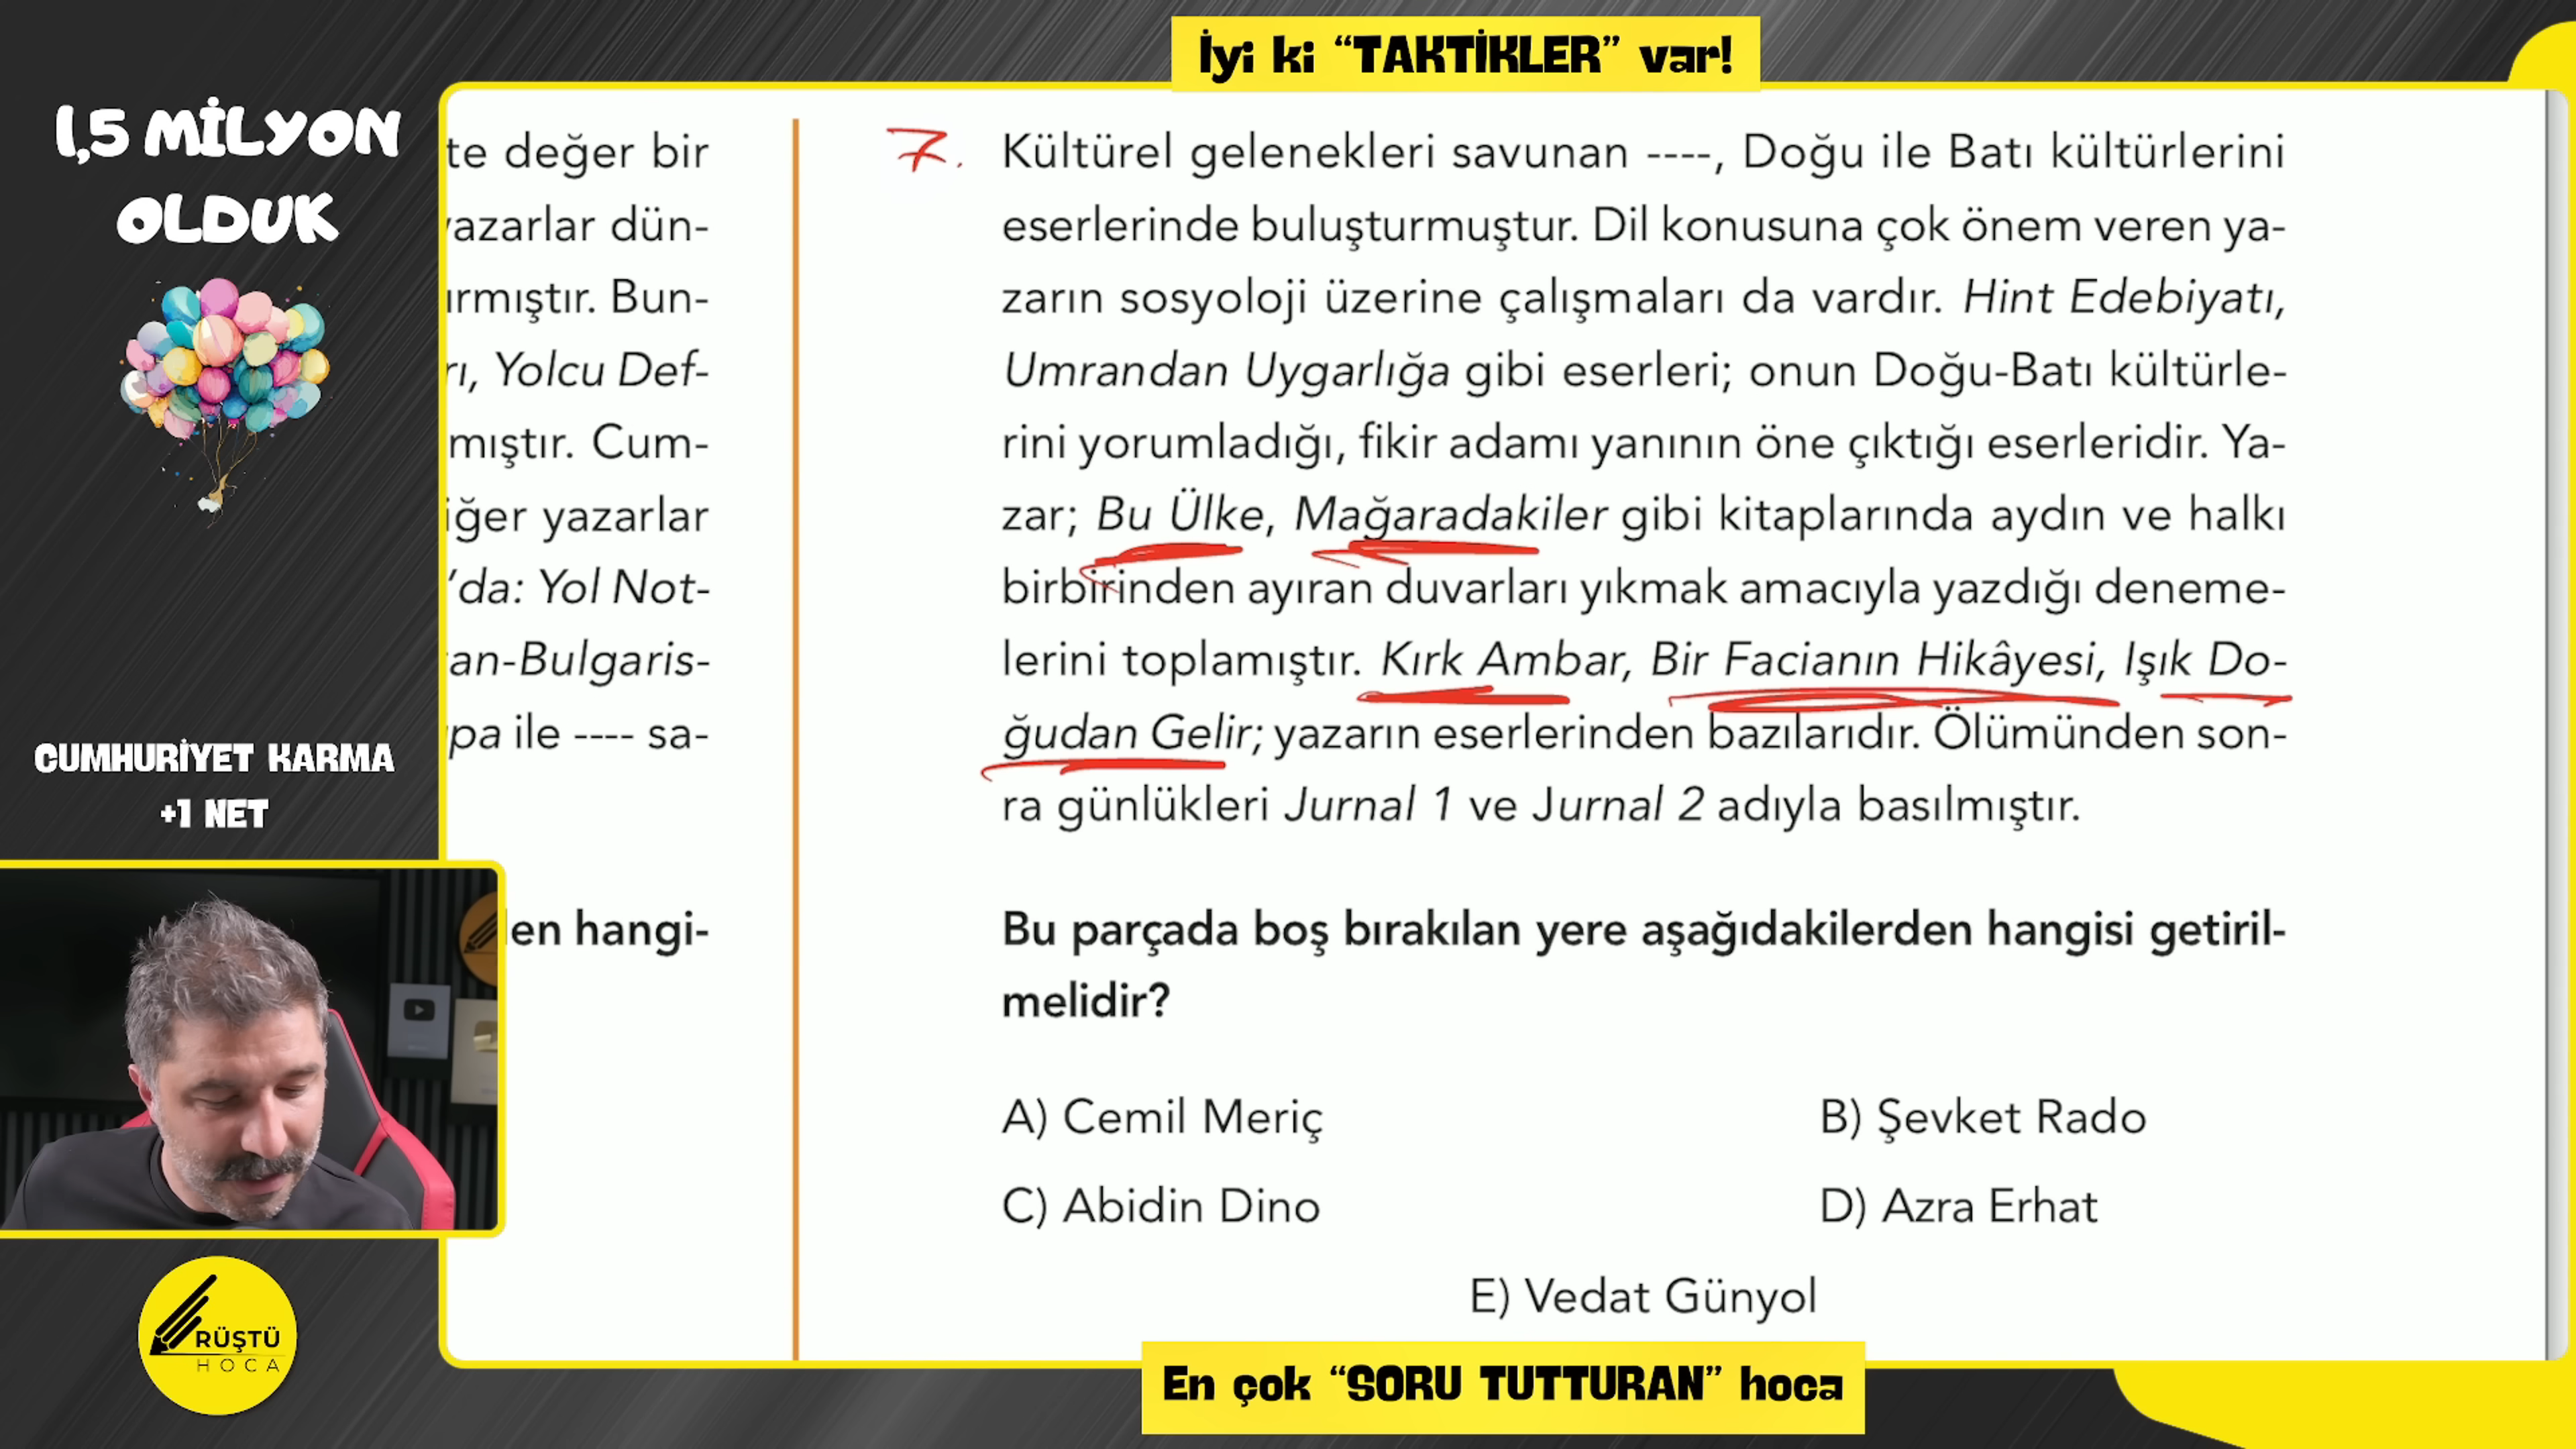 İyi ki “TAKTİKLER” var!
1,5 MİLYON
OLDUK
CUMHURİYET KARMA
+1 NET
RÜŞTÜ
HOCA
te değer bir
yazarlar dün-
ırmıştır. Bun-
rı, Yolcu Def-
mıştır. Cum-
iğer yazarlar
’da: Yol Not-
an-Bulgaris-
pa ile ---- sa-
en hangi-
7.
Kültürel gelenekleri savunan ----, Doğu ile Batı kültürlerini
eserlerinde buluşturmuştur. Dil konusuna çok önem veren ya-
zarın sosyoloji üzerine çalışmaları da vardır. Hint Edebiyatı,
Umrandan Uygarlığa gibi eserleri; onun Doğu-Batı kültürle-
rini yorumladığı, fikir adamı yanının öne çıktığı eserleridir. Ya-
zar; Bu Ülke, Mağaradakiler gibi kitaplarında aydın ve halkı
birbirinden ayıran duvarları yıkmak amacıyla yazdığı deneme-
lerini toplamıştır. Kırk Ambar, Bir Facianın Hikâyesi, Işık Do-
ğudan Gelir; yazarın eserlerinden bazılarıdır. Ölümünden son-
ra günlükleri Jurnal 1 ve Jurnal 2 adıyla basılmıştır.
Bu parçada boş bırakılan yere aşağıdakilerden hangisi getiril-
melidir?
A) Cemil Meriç
B) Şevket Rado
C) Abidin Dino
D) Azra Erhat
E) Vedat Günyol
En çok “SORU TUTTURAN” hoca